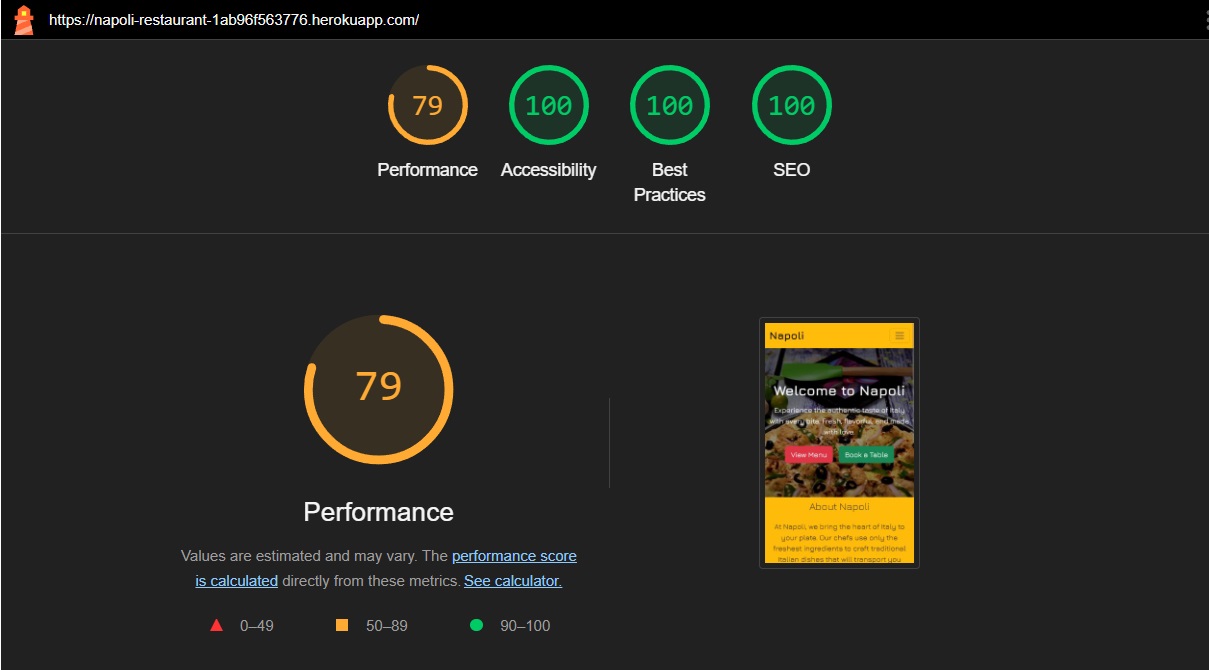 https://napoli-restaurant-1ab96f563776.herokuapp.com/
79
100
100
100
Performance
Accessibility
Best
Practices
SEO
79
Performance
Values are estimated and may vary. The performance score
is calculated directly from these metrics. See calculator.
0–49
50–89
90–100
Napoli
Welcome to Napoli
Experience the authentic taste of Italy
with every bite. Fresh, flavorful, and made
with love.
View Menu
Book a Table
About Napoli
At Napoli, we bring the heart of Italy to
your plate. Our chefs use only the
freshest ingredients to craft traditional
Italian dishes that will transport you